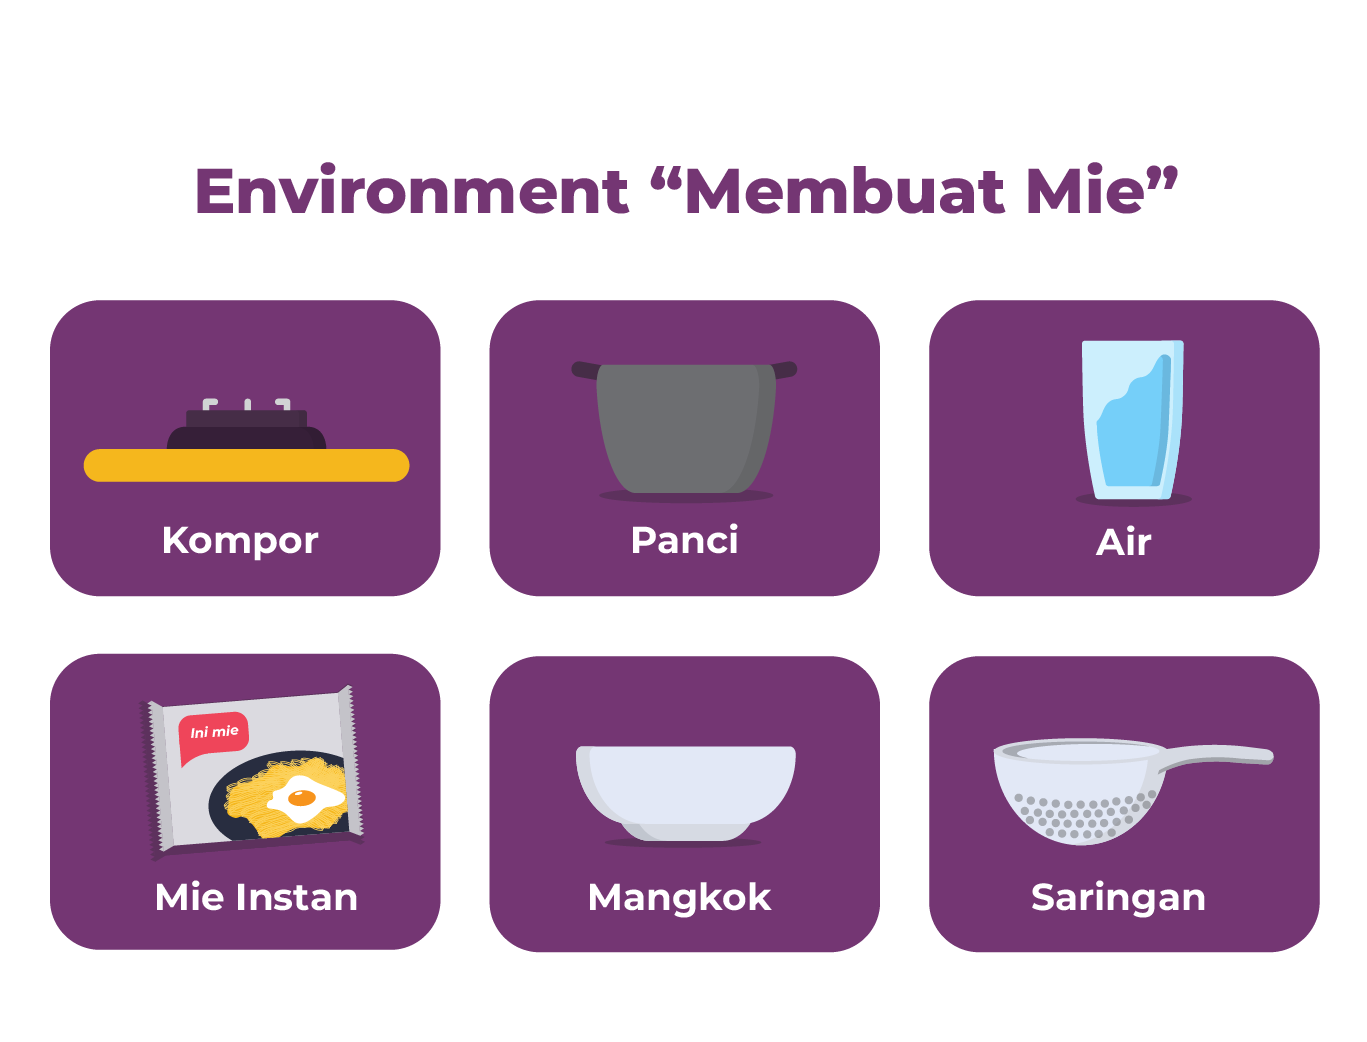 Environment “Membuat Mie”
Kompor
Panci
Air
Ini mie
Mie Instan
Mangkok
Saringan